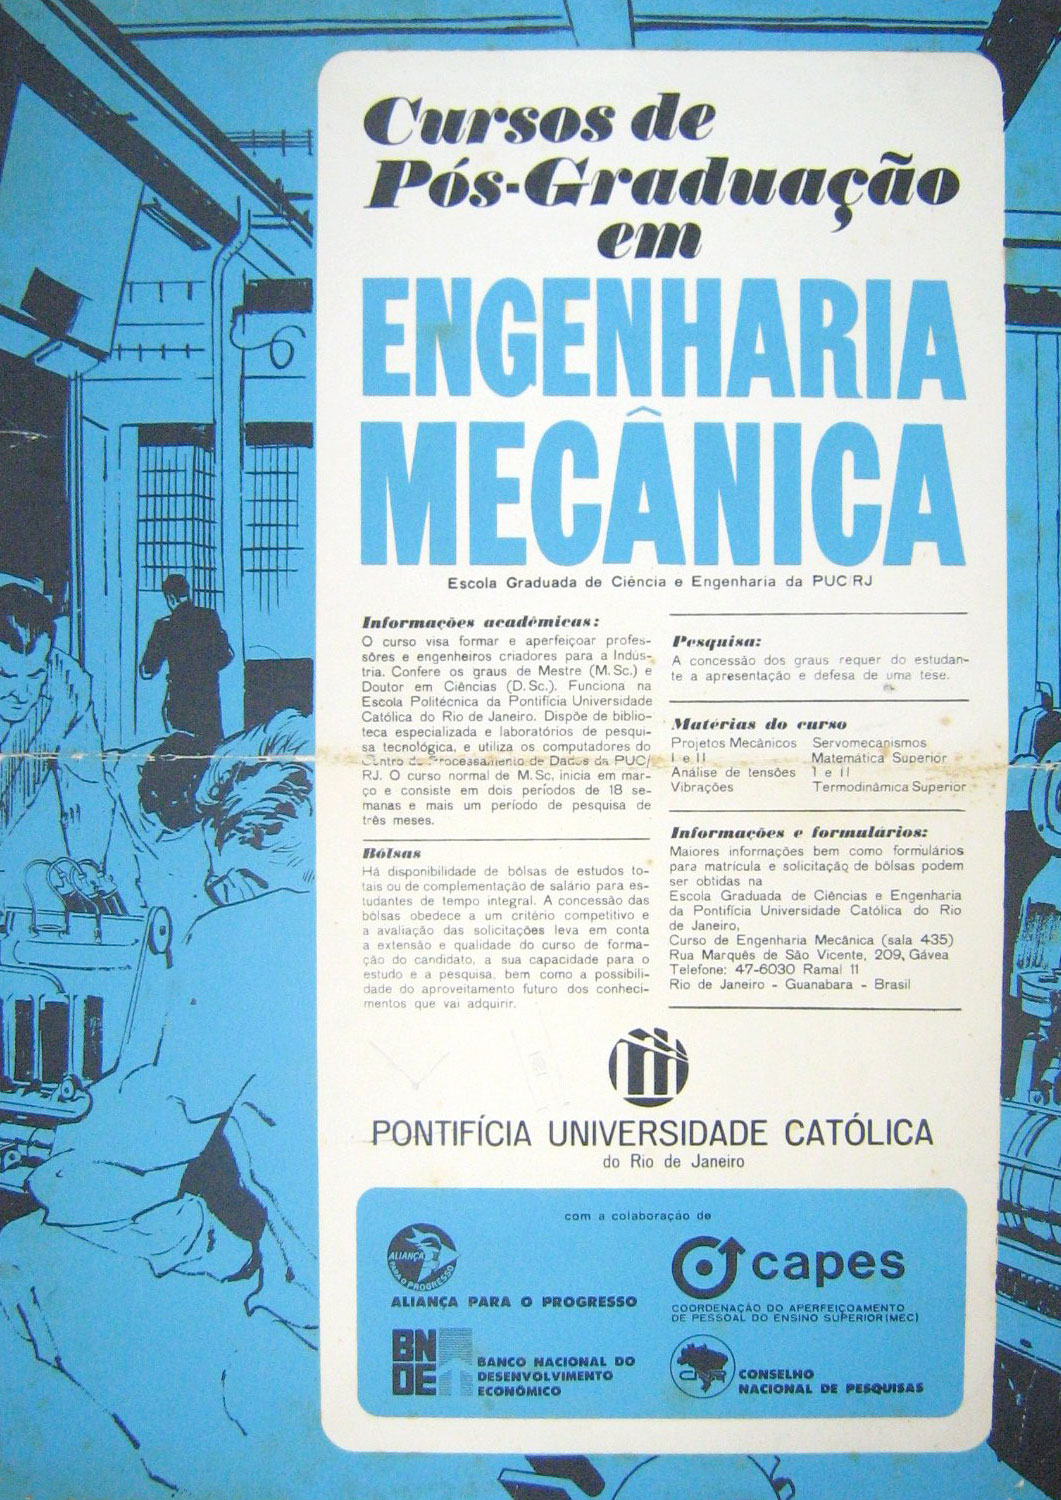 Cursos de
Pós-Graduação
em
ENGENHARIA
MECÂNICA
Escola Graduada de Ciência e Engenharia da PUC/RJ
Informações acadêmicas:
O curso visa formar e aperfeiçoar profes-
sôres e engenheiros criadores para a Indús-
tria. Confere os graus de Mestre (M.Sc.) e
Doutor em Ciências (D.Sc.). Funciona na
Escola Politécnica da Pontifícia Universidade
Católica do Rio de Janeiro. Dispõe de biblio-
teca especializada e laboratórios de pesqui-
sa tecnológica, e utiliza os computadores do
Centro de Processamento de Dados da PUC/
RJ. O curso normal de M.Sc. inicia em mar-
ço e consiste em dois períodos de 18 se-
manas e mais um período de pesquisa de
três meses.
Bôlsas
Há disponibilidade de bôlsas de estudos to-
tais ou de complementação de salário para es-
tudantes de tempo integral. A concessão das
bôlsas obedece a um critério competitivo e
a avaliação das solicitações leva em conta
a extensão e qualidade do curso de forma-
ção do candidato, a sua capacidade para o
estudo e a pesquisa, bem como a possibili-
dade do aproveitamento futuro dos conheci-
mentos que vai adquirir.
Pesquisa:
A concessão dos graus requer do estudan-
te a apresentação e defesa de uma tese.
Matérias do curso
Projetos Mecânicos
I e II
Análise de tensões
Vibrações
Servomecanismos
Matemática Superior
I e II
Termodinâmica Superior
Informações e formulários:
Maiores informações bem como formulários
para matrícula e solicitação de bôlsas podem
ser obtidas na
Escola Graduada de Ciências e Engenharia
da Pontifícia Universidade Católica do Rio
de Janeiro,
Curso de Engenharia Mecânica (sala 435)
Rua Marquês de São Vicente, 209, Gávea
Telefone: 47-6030 Ramal 11
Rio de Janeiro - Guanabara - Brasil
PONTIFÍCIA UNIVERSIDADE CATÓLICA
do Rio de Janeiro
com a colaboração de
ALIANÇA
PARA O PROGRESSO
ALIANÇA PARA O PROGRESSO
capes
COORDENAÇÃO DO APERFEIÇOAMENTO
DE PESSOAL DO ENSINO SUPERIOR (MEC)
BN
DE
BANCO NACIONAL DO
DESENVOLVIMENTO
ECONÔMICO
CONSELHO
NACIONAL DE PESQUISAS